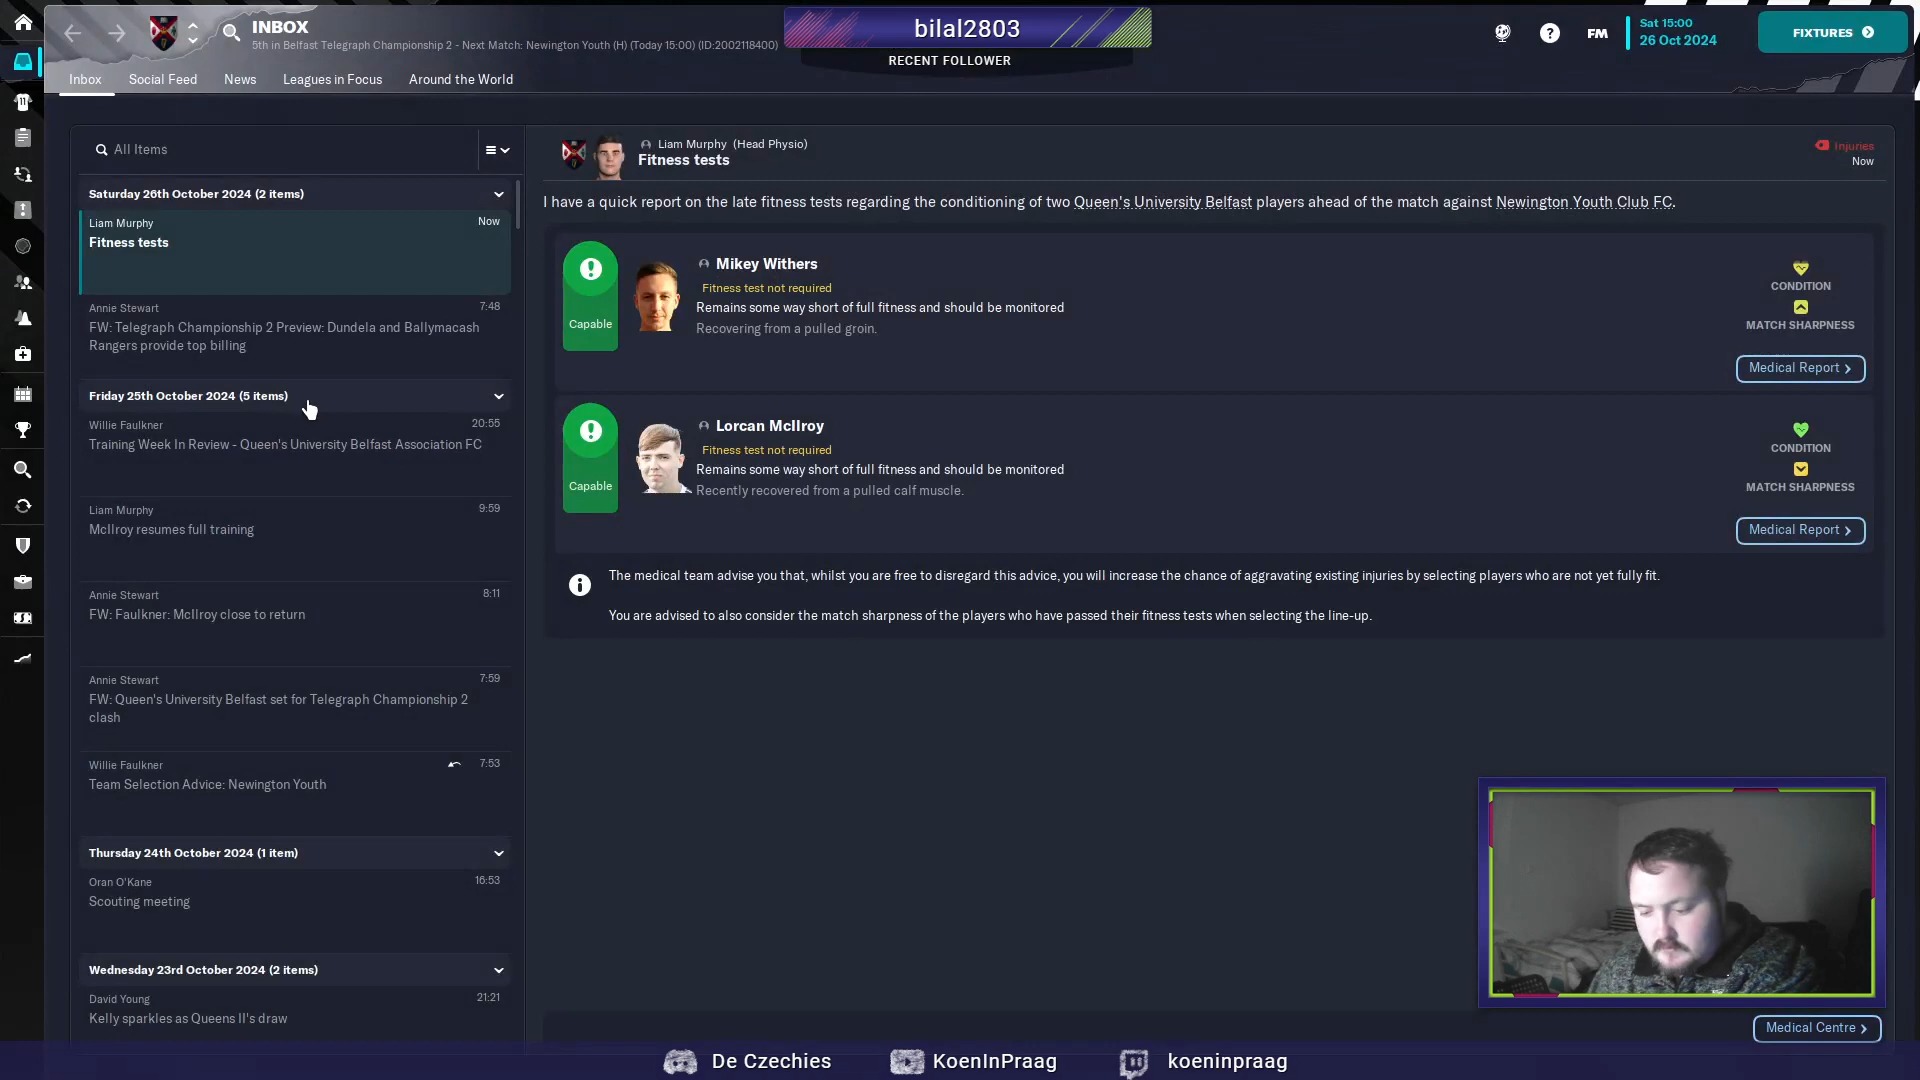 INBOX
5th in Belfast Telegraph Championship 2 - Next Match: Newington Youth (H) (Today 15:00) (ID:2002118400)
bilal2803
RECENT FOLLOWER
FM
Sat 15:00
26 Oct 2024
FIXTURES
Inbox
Social Feed
News
Leagues in Focus
Around the World
All Items
Saturday 26th October 2024 (2 items)
Liam Murphy
Now
Fitness tests
Annie Stewart
7:48
FW: Telegraph Championship 2 Preview: Dundela and Ballymacash
Rangers provide top billing
Friday 25th October 2024 (5 items)
Willie Faulkner
20:55
Training Week In Review - Queen's University Belfast Association FC
Liam Murphy
9:59
McIlroy resumes full training
Annie Stewart
8:11
FW: Faulkner: McIlroy close to return
Annie Stewart
7:59
FW: Queen's University Belfast set for Telegraph Championship 2
clash
Willie Faulkner
7:53
Team Selection Advice: Newington Youth
Thursday 24th October 2024 (1 item)
Oran O'Kane
16:53
Scouting meeting
Wednesday 23rd October 2024 (2 items)
David Young
21:21
Kelly sparkles as Queens II's draw
Liam Murphy (Head Physio)
Fitness tests
Injuries
Now
I have a quick report on the late fitness tests regarding the conditioning of two Queen's University Belfast players ahead of the match against Newington Youth Club FC.
Capable
Mikey Withers
Fitness test not required
Remains some way short of full fitness and should be monitored
Recovering from a pulled groin.
CONDITION
MATCH SHARPNESS
Medical Report
Capable
Lorcan McIlroy
Fitness test not required
Remains some way short of full fitness and should be monitored
Recently recovered from a pulled calf muscle.
CONDITION
MATCH SHARPNESS
Medical Report
The medical team advise you that, whilst you are free to disregard this advice, you will increase the chance of aggravating existing injuries by selecting players who are not yet fully fit.
You are advised to also consider the match sharpness of the players who have passed their fitness tests when selecting the line-up.
Medical Centre
De Czechies
KoenInPraag
koeninpraag